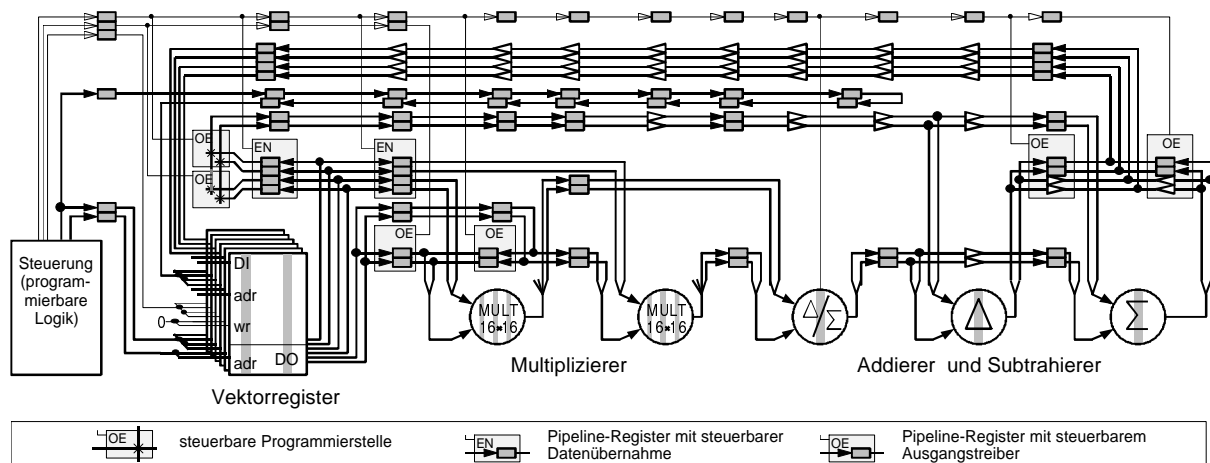 OE
OE
EN
EN
OE
OE
OE
OE
Steuerung
(program-
mierbare
Logik)
DI
adr
wr
0
adr
DO
MULT
16×16
MULT
16×16
Δ/Σ
Δ
Σ
Multiplizierer
Addierer und Subtrahierer
Vektorregister
OE
steuerbare Programmierstelle
EN
Pipeline-Register mit steuerbarer
Datenübernahme
OE
Pipeline-Register mit steuerbarem
Ausgangstreiber